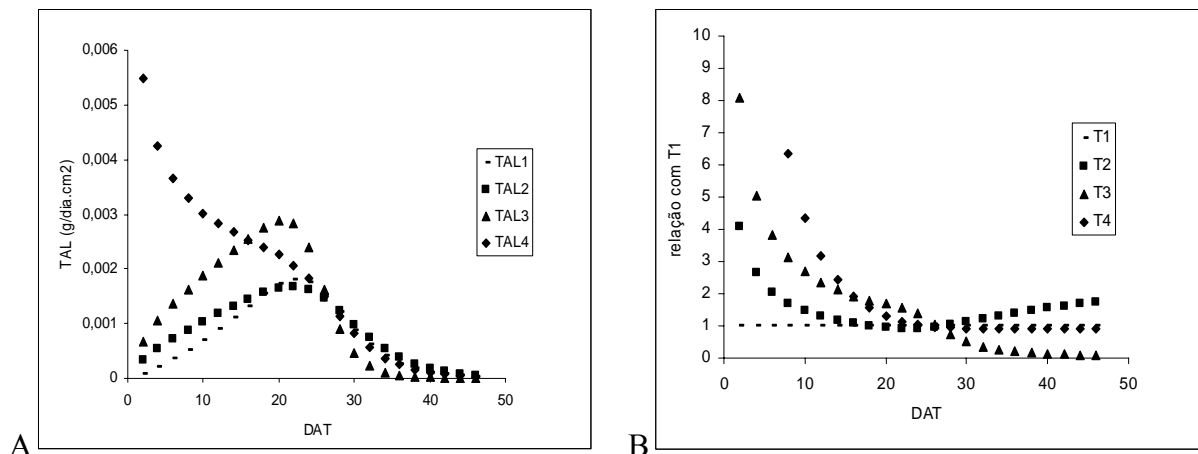 0,006
0,005
0,004
0,003
0,002
0,001
0
TAL (g/dia.cm2)
0 10 20 30 40 50
DAT
TAL1
TAL2
TAL3
TAL4
A
10
9
8
7
6
5
4
3
2
1
0
relação com T1
0 10 20 30 40 50
DAT
T1
T2
T3
T4
B